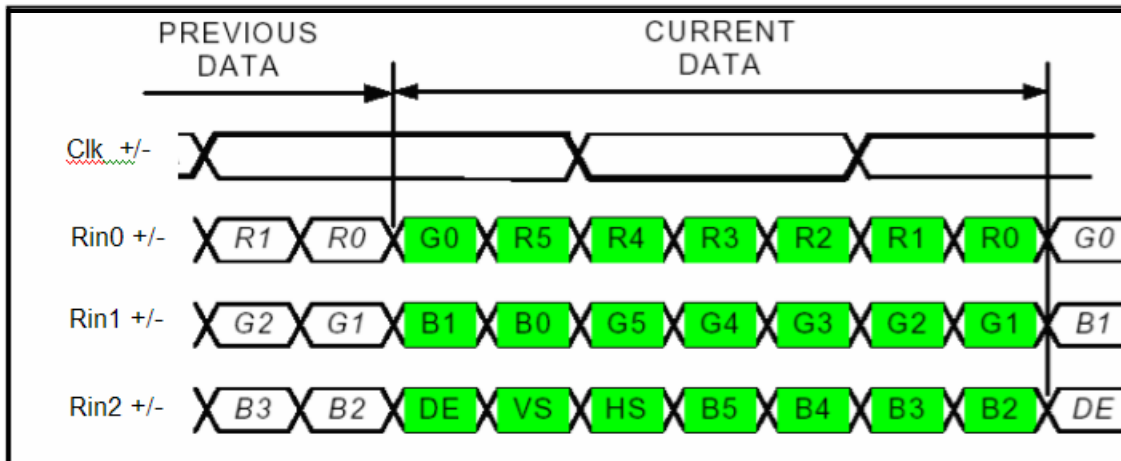 PREVIOUS
DATA
CURRENT
DATA
Clk +/-
Rin0 +/- R1 R0 G0 R5 R4 R3 R2 R1 R0 G0
Rin1 +/- G2 G1 B1 B0 G5 G4 G3 G2 G1 B1
Rin2 +/- B3 B2 DE VS HS B5 B4 B3 B2 DE